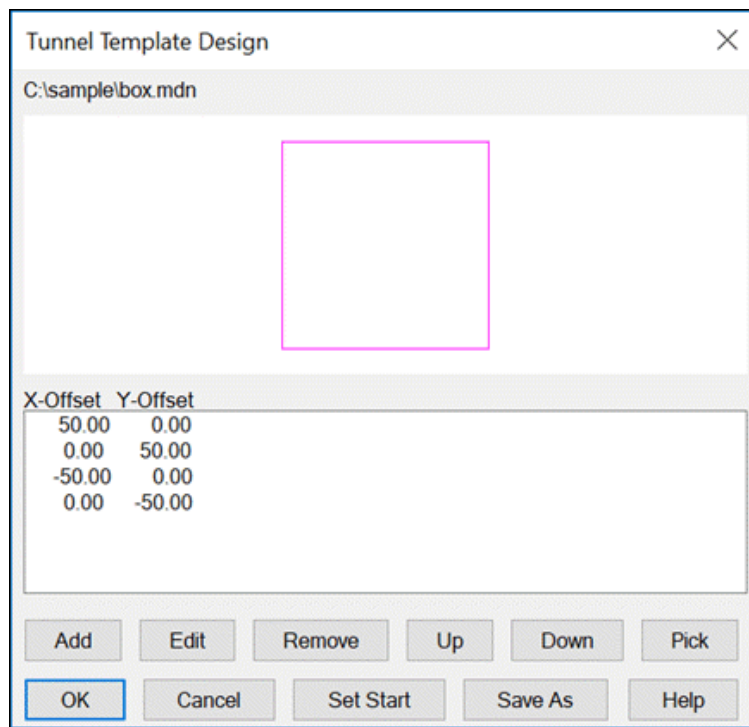 Tunnel Template Design
C:\sample\box.mdn
X-Offset Y-Offset
50.00 0.00
0.00 50.00
-50.00 0.00
0.00 -50.00
Add Edit Remove Up Down Pick
OK Cancel Set Start Save As Help